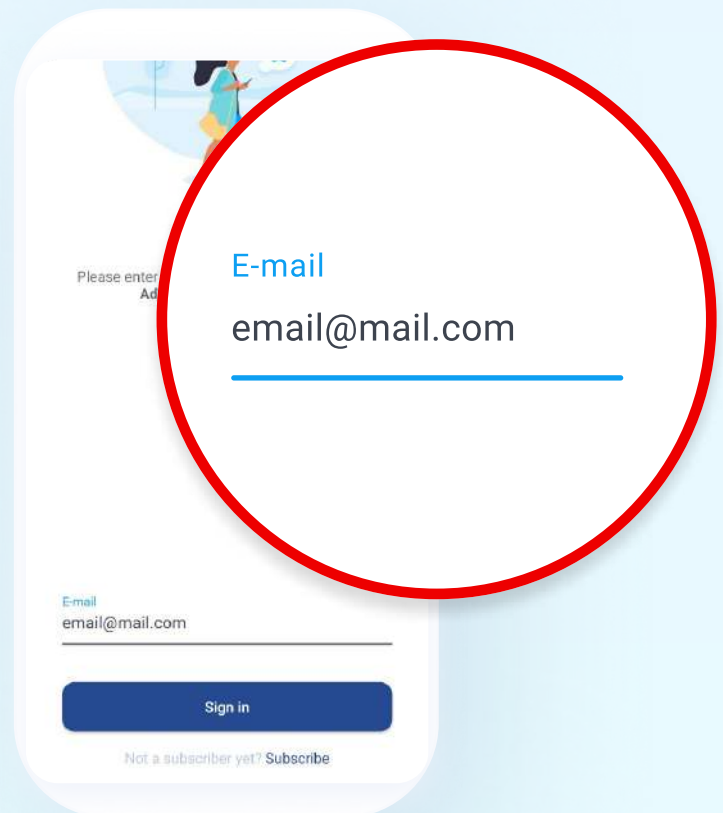 Please enter
Ad
E-mail
email@mail.com
E-mail
email@mail.com
Sign in
Not a subscriber yet? Subscribe